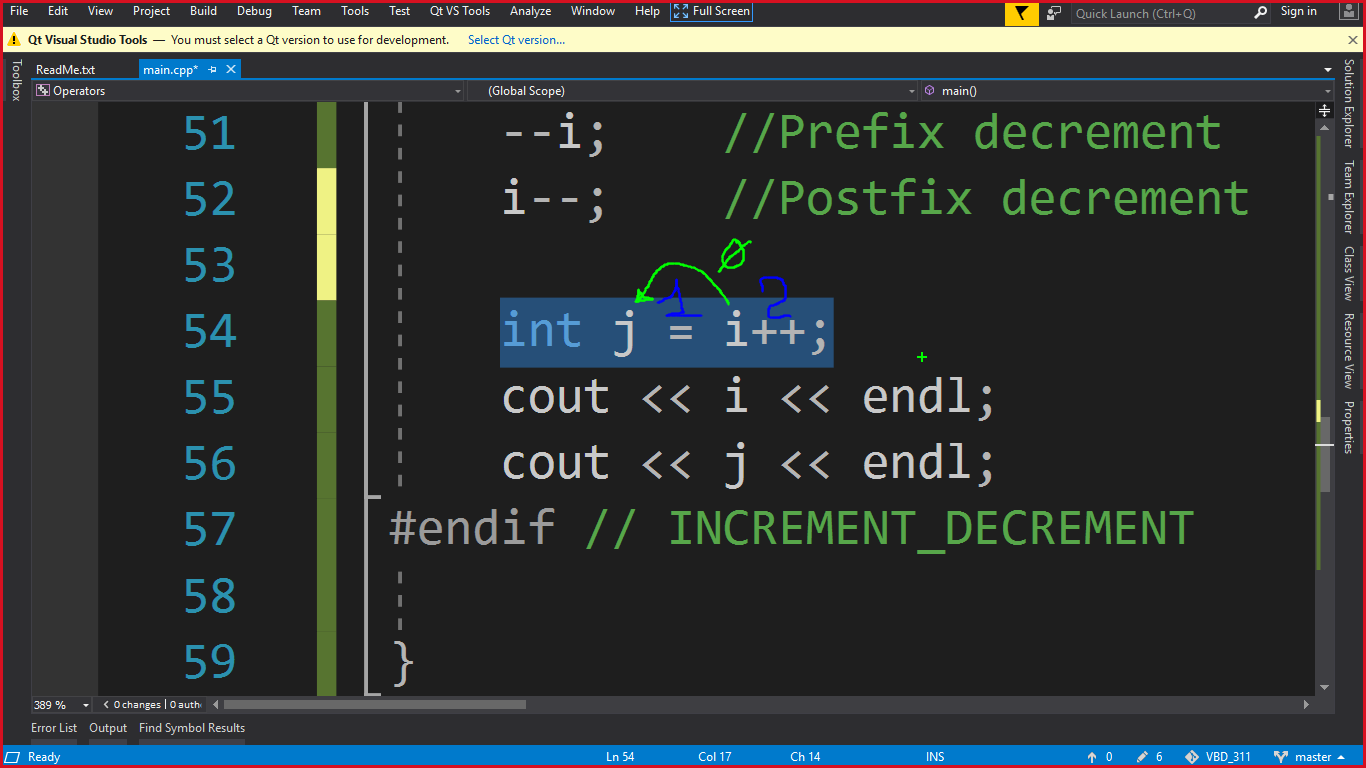 File Edit View Project Build Debug Team Tools Test Qt VS Tools Analyze Window Help Full Screen Quick Launch (Ctrl+Q) Sign in
Qt Visual Studio Tools — You must select a Qt version to use for development. Select Qt version...
Toolbox
ReadMe.txt main.cpp*
Operators (Global Scope) main()
51 --i; //Prefix decrement
52 i--; //Postfix decrement
53
0
1 2
54 int j = i++;
55 cout << i << endl;
56 cout << j << endl;
57 #endif // INCREMENT_DECREMENT
58
59 }
Solution Explorer
Team Explorer
Class View
Resource View
Properties
389 % 0 changes | 0 auth
Error List Output Find Symbol Results
Ready Ln 54 Col 17 Ch 14 INS 0 6 VBD_311 master